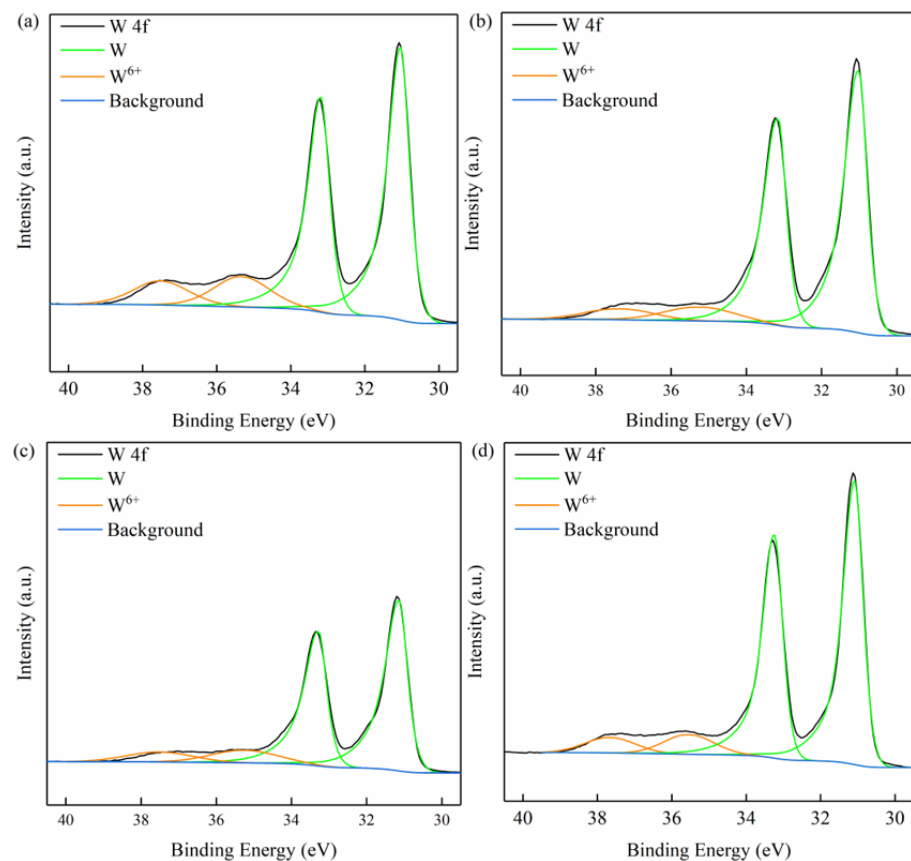 (a)
W 4f
W
W⁶⁺
Background
Intensity (a.u.)
40 38 36 34 32 30
Binding Energy (eV)
(b)
W 4f
W
W⁶⁺
Background
Intensity (a.u.)
40 38 36 34 32 30
Binding Energy (eV)
(c)
W 4f
W
W⁶⁺
Background
Intensity (a.u.)
40 38 36 34 32 30
Binding Energy (eV)
(d)
W 4f
W
W⁶⁺
Background
Intensity (a.u.)
40 38 36 34 32 30
Binding Energy (eV)